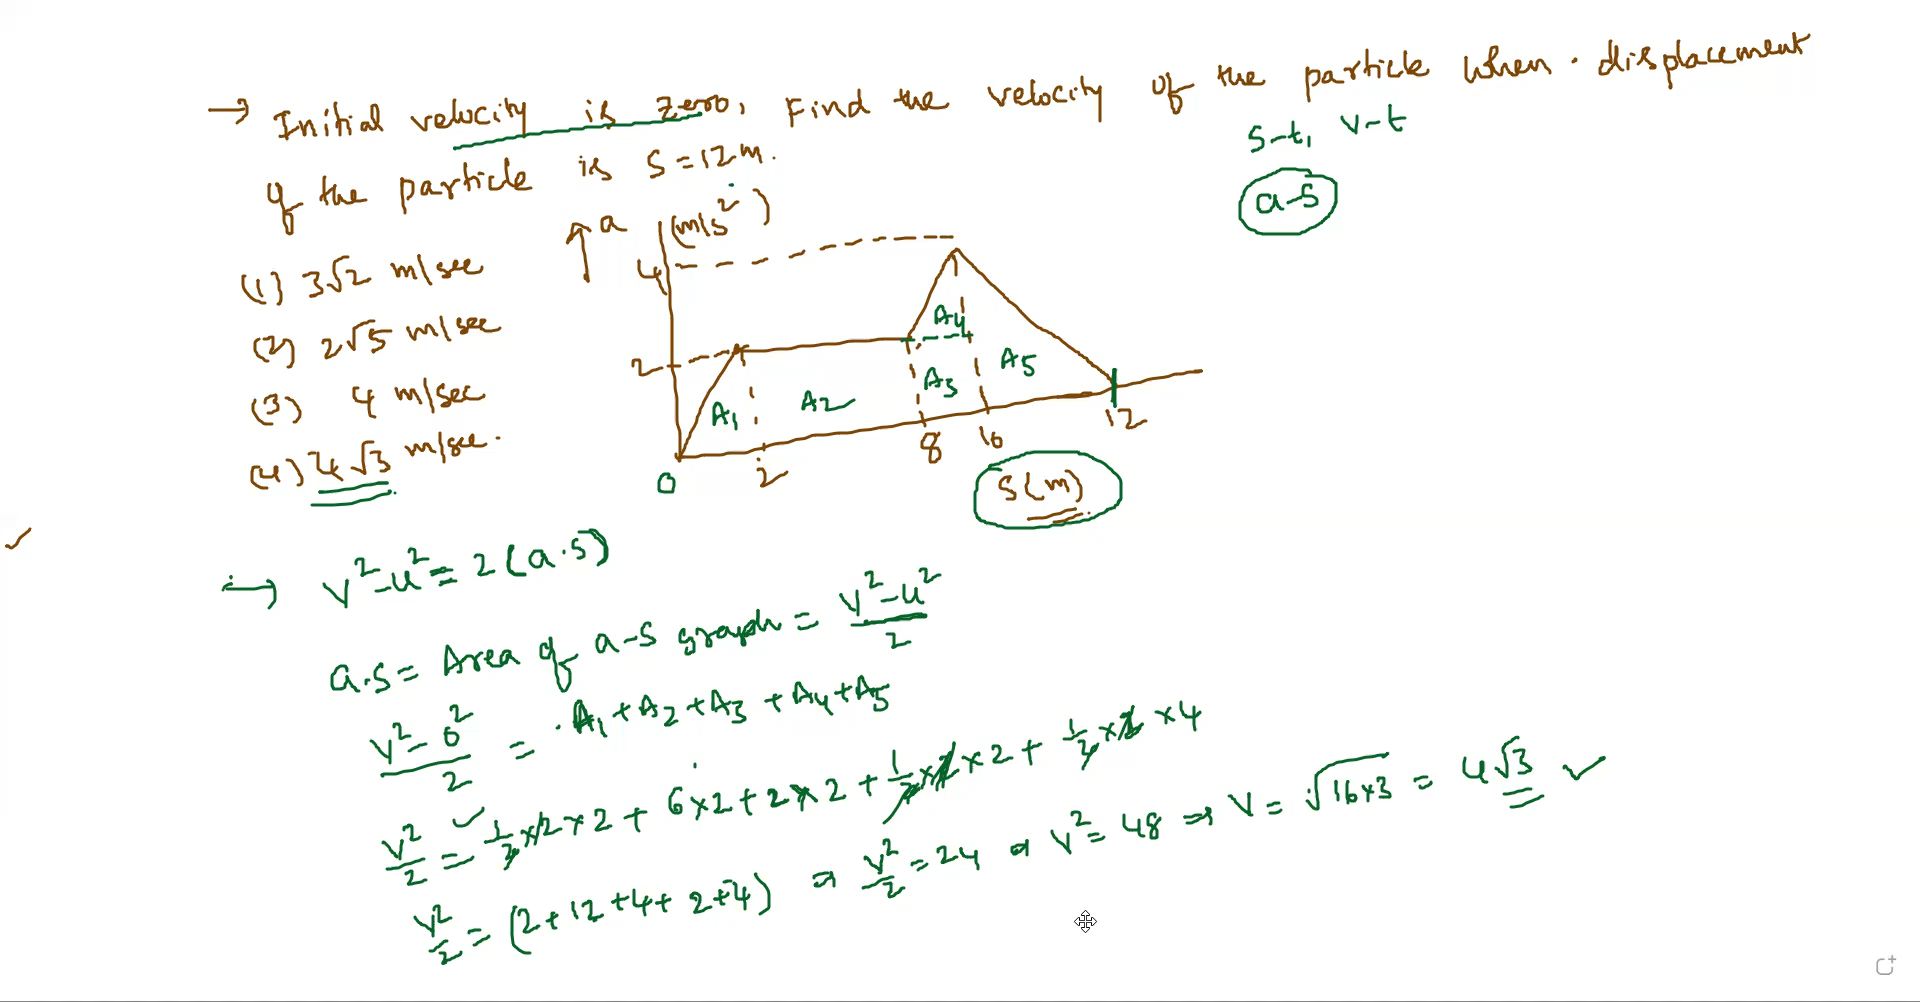 → Initial velocity is zero, Find the velocity of the particle when displacement
of the particle is S=12m.
S-t, V-t
a-S
(1) 3√2 m/sec
(2) 2√5 m/sec
(3) 4 m/sec
(4) 4√3 m/sec.
a (m/s²)
4
2
A1 A2 A3 A4 A5
0 2 8 10 12
S(m)
→ V²-u² = 2(a.s)
a.s = Area of a-s graph = (V²-u²)/2
(V²-0²)/2 = A1+A2+A3+A4+A5
V²/2 = 1/2×2×2 + 6×2+2×2 + 1/2×2×2 + 1/2×2×4
V²/2 = (2+12+4+2+4) ⇒ V²/2 = 24 ⇒ V² = 48 ⇒ V = √16×3 = 4√3 ✓